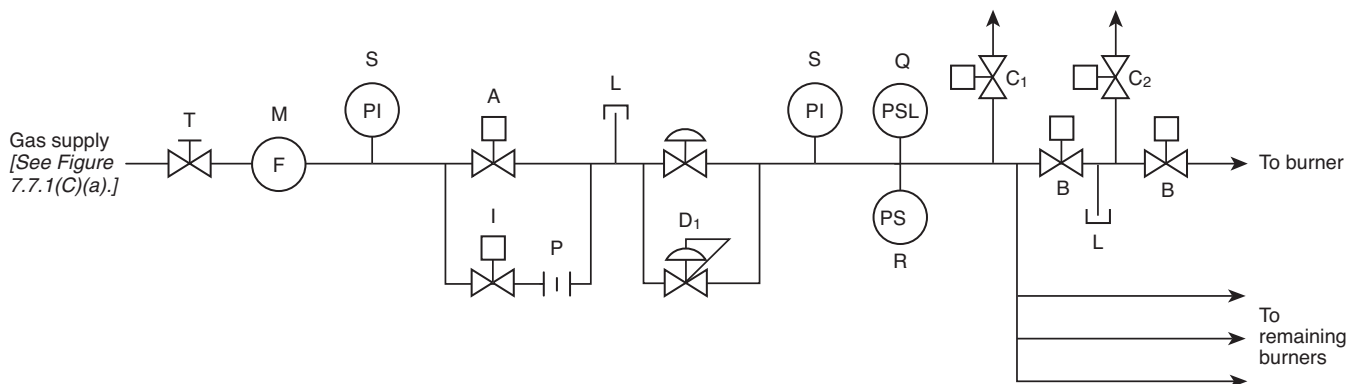 Gas supply
[See Figure
7.7.1(C)(a).]
T
M
F
S
PI
A
I
P
L
D1
S
PI
Q
PSL
PS
R
C1
C2
B
L
B
To burner
To
remaining
burners